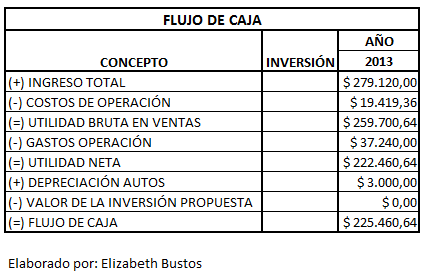 FLUJO DE CAJA
AÑO
CONCEPTO INVERSIÓN 2013
(+) INGRESO TOTAL $ 279.120,00
(-) COSTOS DE OPERACIÓN $ 19.419,36
(=) UTILIDAD BRUTA EN VENTAS $ 259.700,64
(-) GASTOS OPERACIÓN $ 37.240,00
(=) UTILIDAD NETA $ 222.460,64
(+) DEPRECIACIÓN AUTOS $ 3.000,00
(-) VALOR DE LA INVERSIÓN PROPUESTA $ 0,00
(=) FLUJO DE CAJA $ 225.460,64
Elaborado por: Elizabeth Bustos